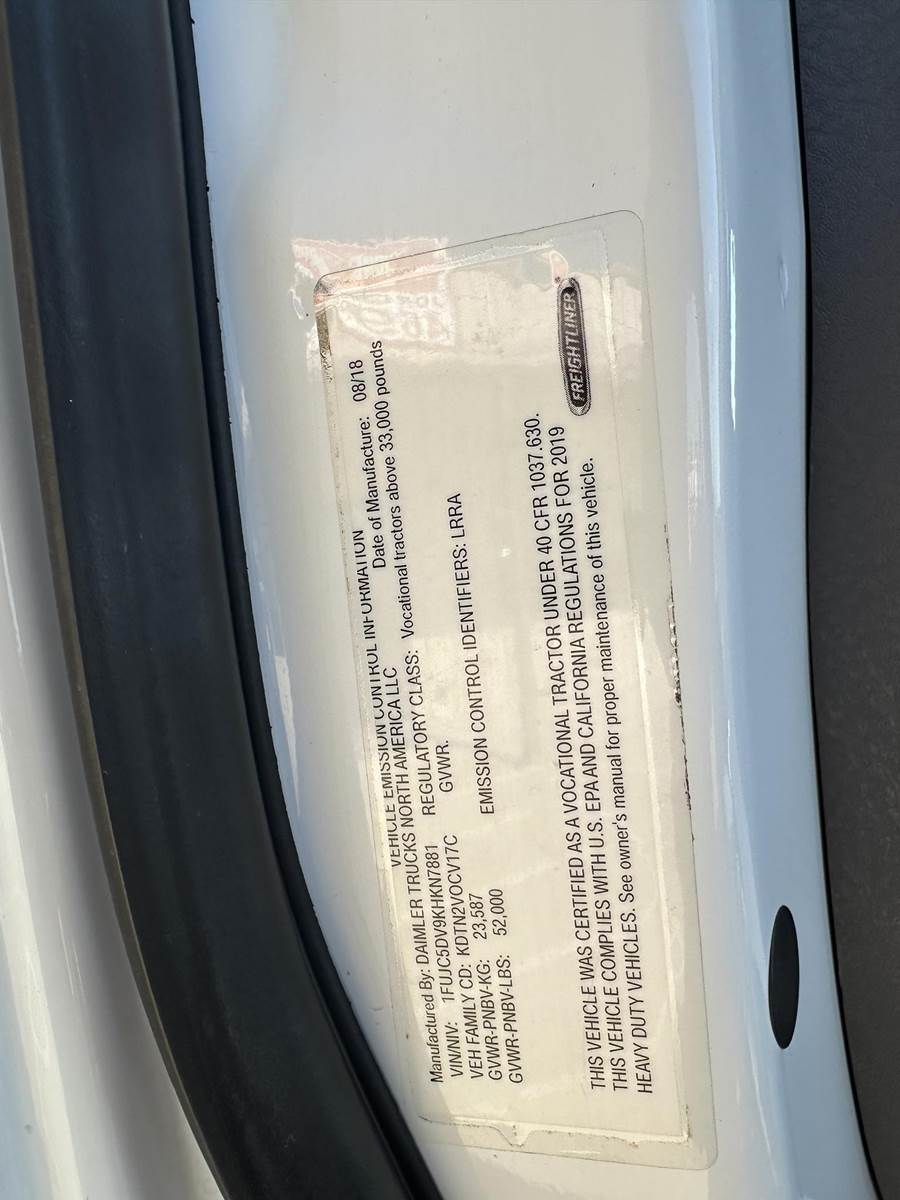 VEHICLE EMISSION CONTROL INFORMATION
Manufactured By: DAIMLER TRUCKS NORTH AMERICA LLC Date of Manufacture: 08/18
VIN/NIV: 1FUJC5DV9KHKN7881 REGULATORY CLASS: Vocational tractors above 33,000 pounds
VEH FAMILY CD: KDTN2VOCV17C GVWR.
GVWR-PNBV-KG: 23,587
GVWR-PNBV-LBS: 52,000 EMISSION CONTROL IDENTIFIERS: LRRA
THIS VEHICLE WAS CERTIFIED AS A VOCATIONAL TRACTOR UNDER 40 CFR 1037.630.
THIS VEHICLE COMPLIES WITH U.S. EPA AND CALIFORNIA REGULATIONS FOR 2019
HEAVY DUTY VEHICLES. See owner's manual for proper maintenance of this vehicle.
FREIGHTLINER